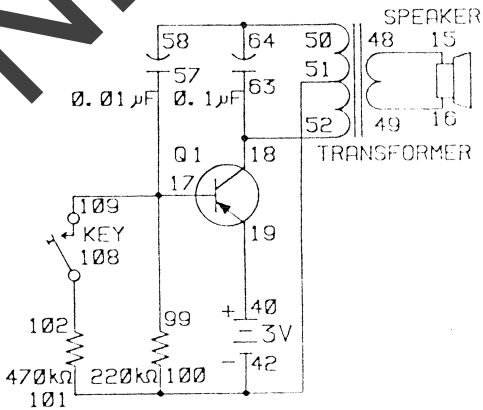 SPEAKER
58 64 50 48 15
57 51
0.01µF 0.1µF 63
52 49 16
Q1 18 TRANSFORMER
17
109
KEY 19
108
40
102 99 + 3V
- 42
470kΩ 220kΩ 100
101